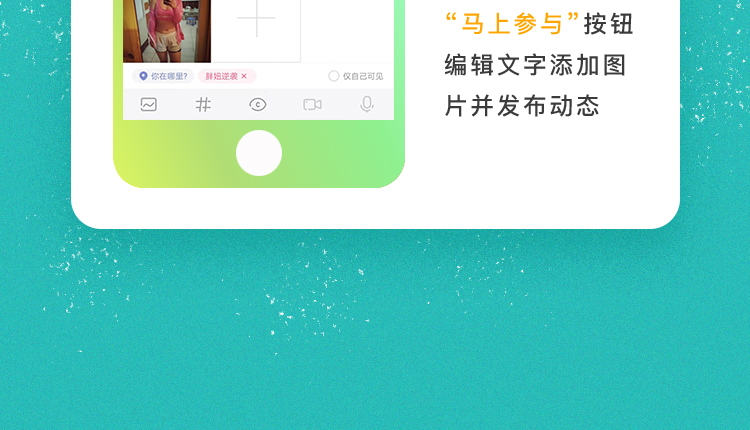 “马上参与”按钮
编辑文字添加图
片并发布动态
你在哪里?
胖妞逆袭 ×
仅自己可见